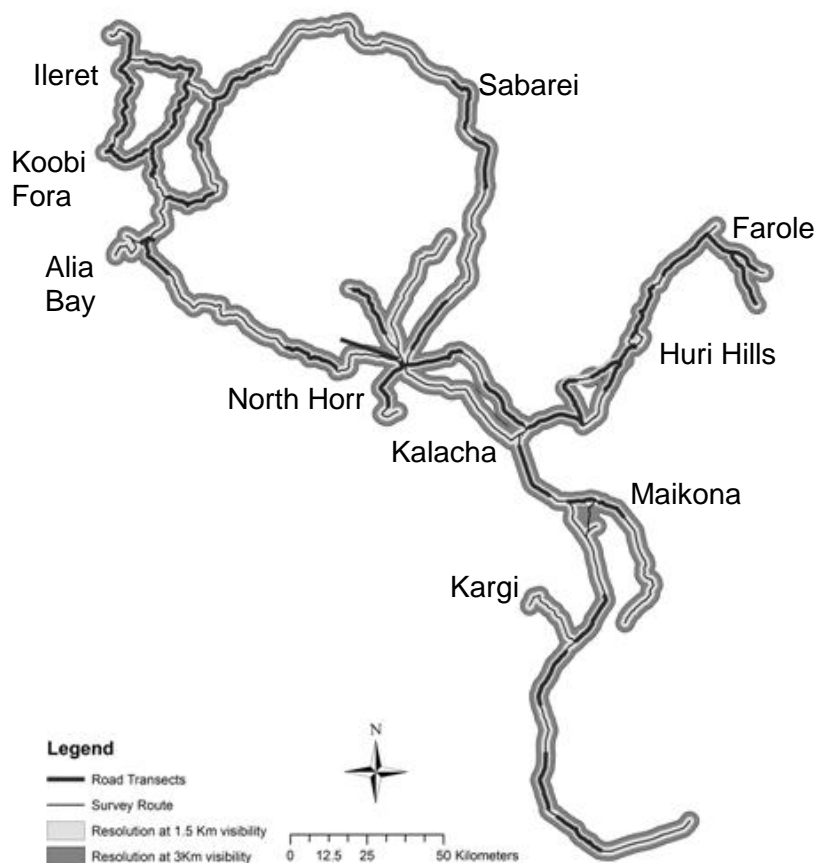 Ileret
Sabarei
Koobi
Fora
Farole
Alia
Bay
Huri Hills
North Horr
Kalacha
Maikona
Kargi
N
Legend
Road Transects
Survey Route
Resolution at 1.5 Km visibility
Resolution at 3Km visibility
0 12.5 25 50 Kilometers